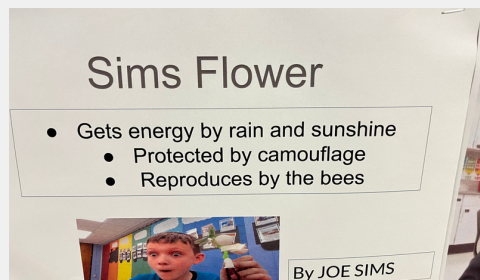 Sims Flower
● Gets energy by rain and sunshine
● Protected by camouflage
● Reproduces by the bees
By JOE SIMS